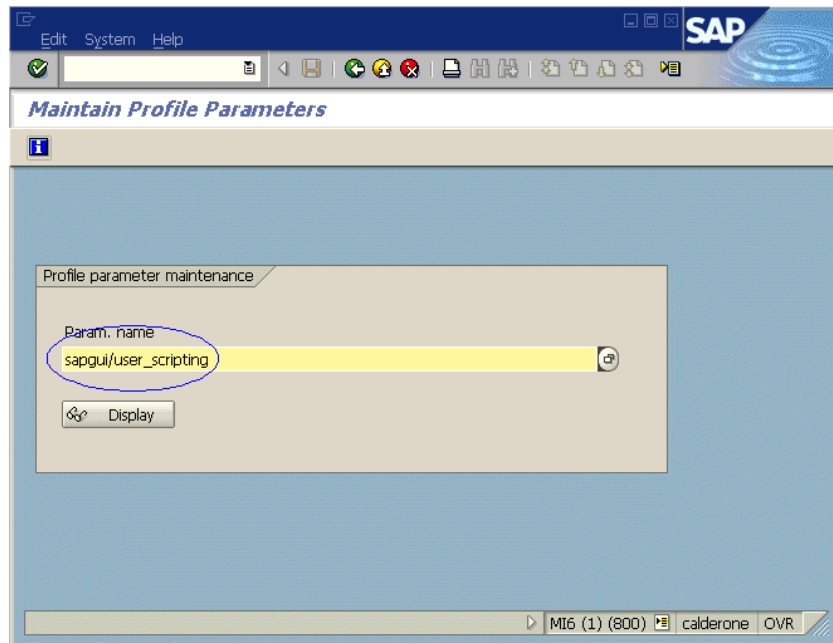 Edit System Help
SAP
Maintain Profile Parameters
Profile parameter maintenance
Param. name
sapgui/user_scripting
Display
MI6 (1) (800) calderone OVR